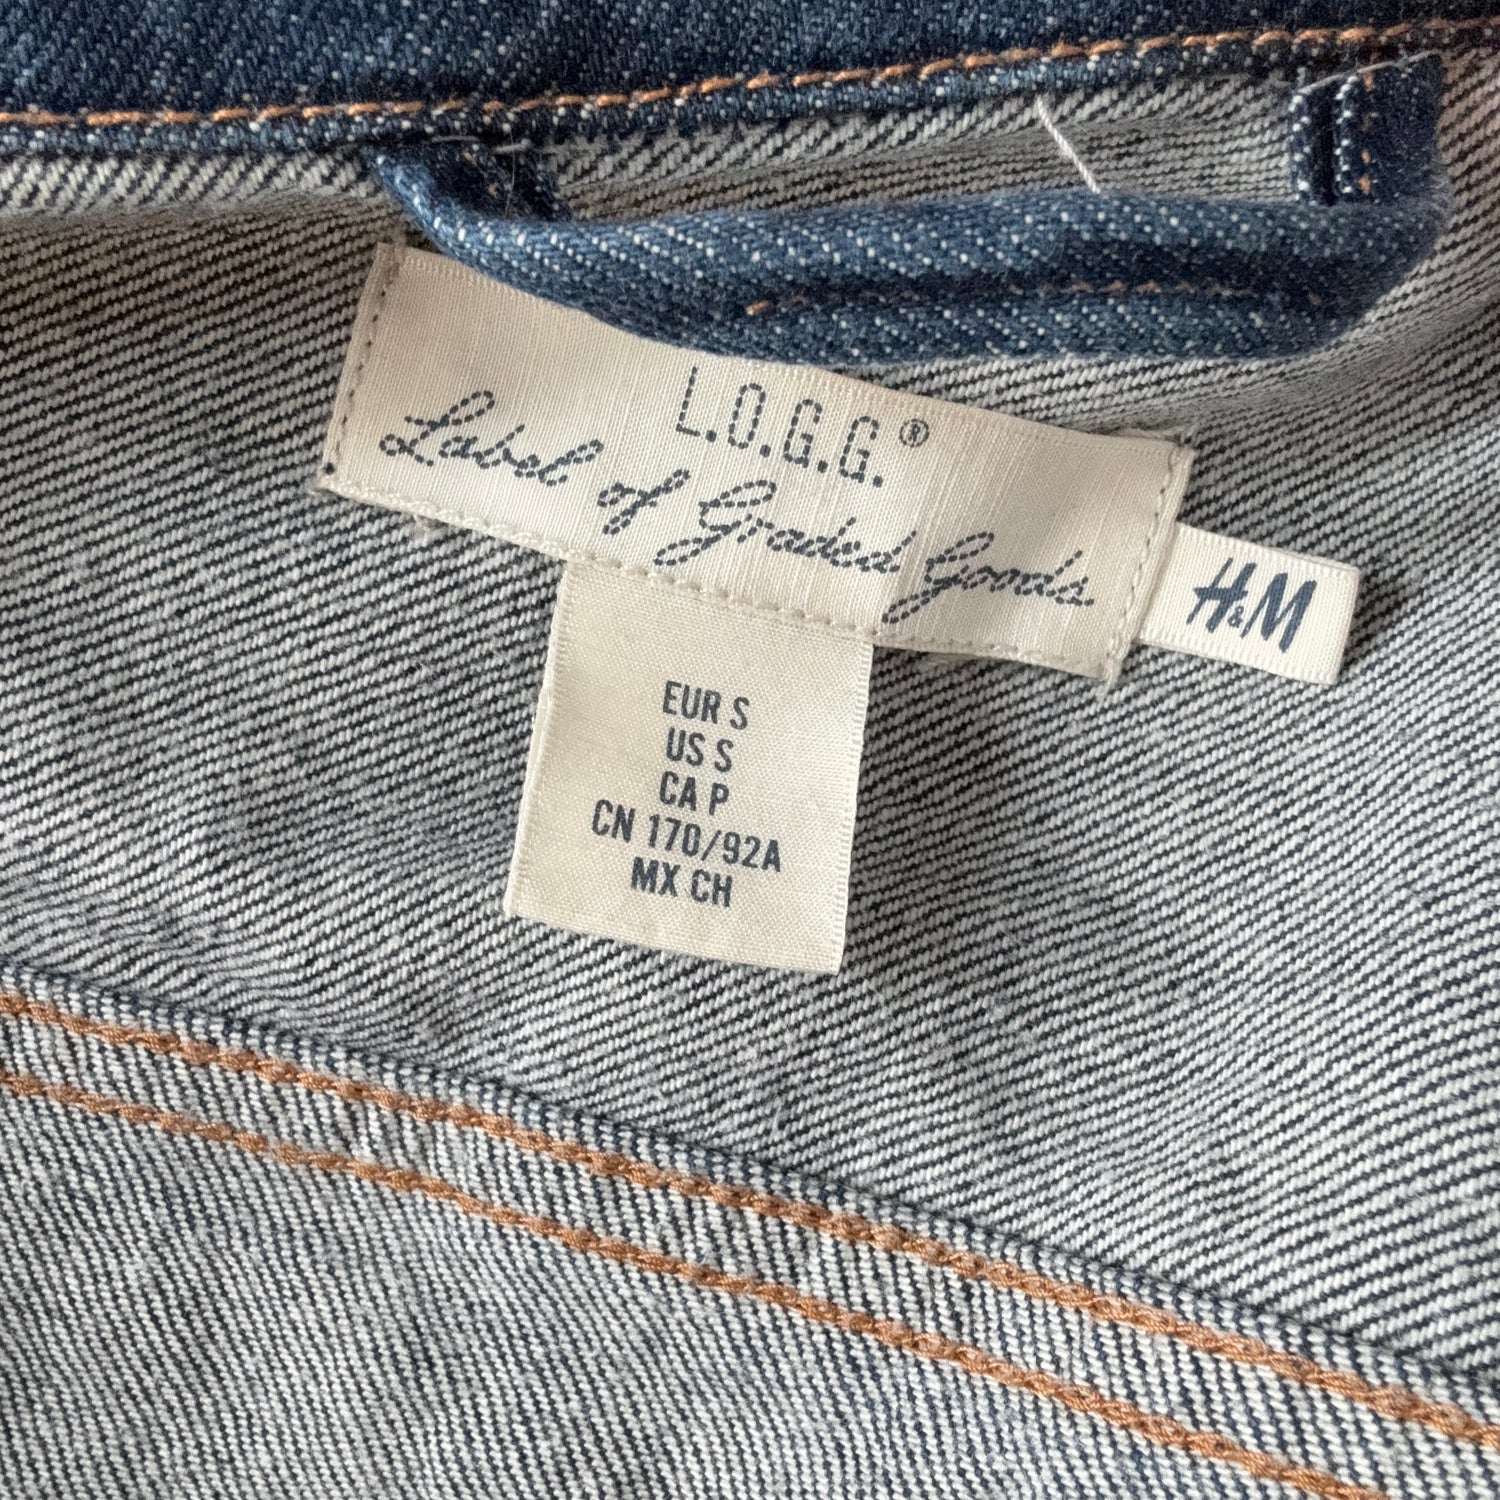 L.O.G.G.®
Label of Graded Goods
H&M
EUR S
US S
CA P
CN 170/92A
MX CH